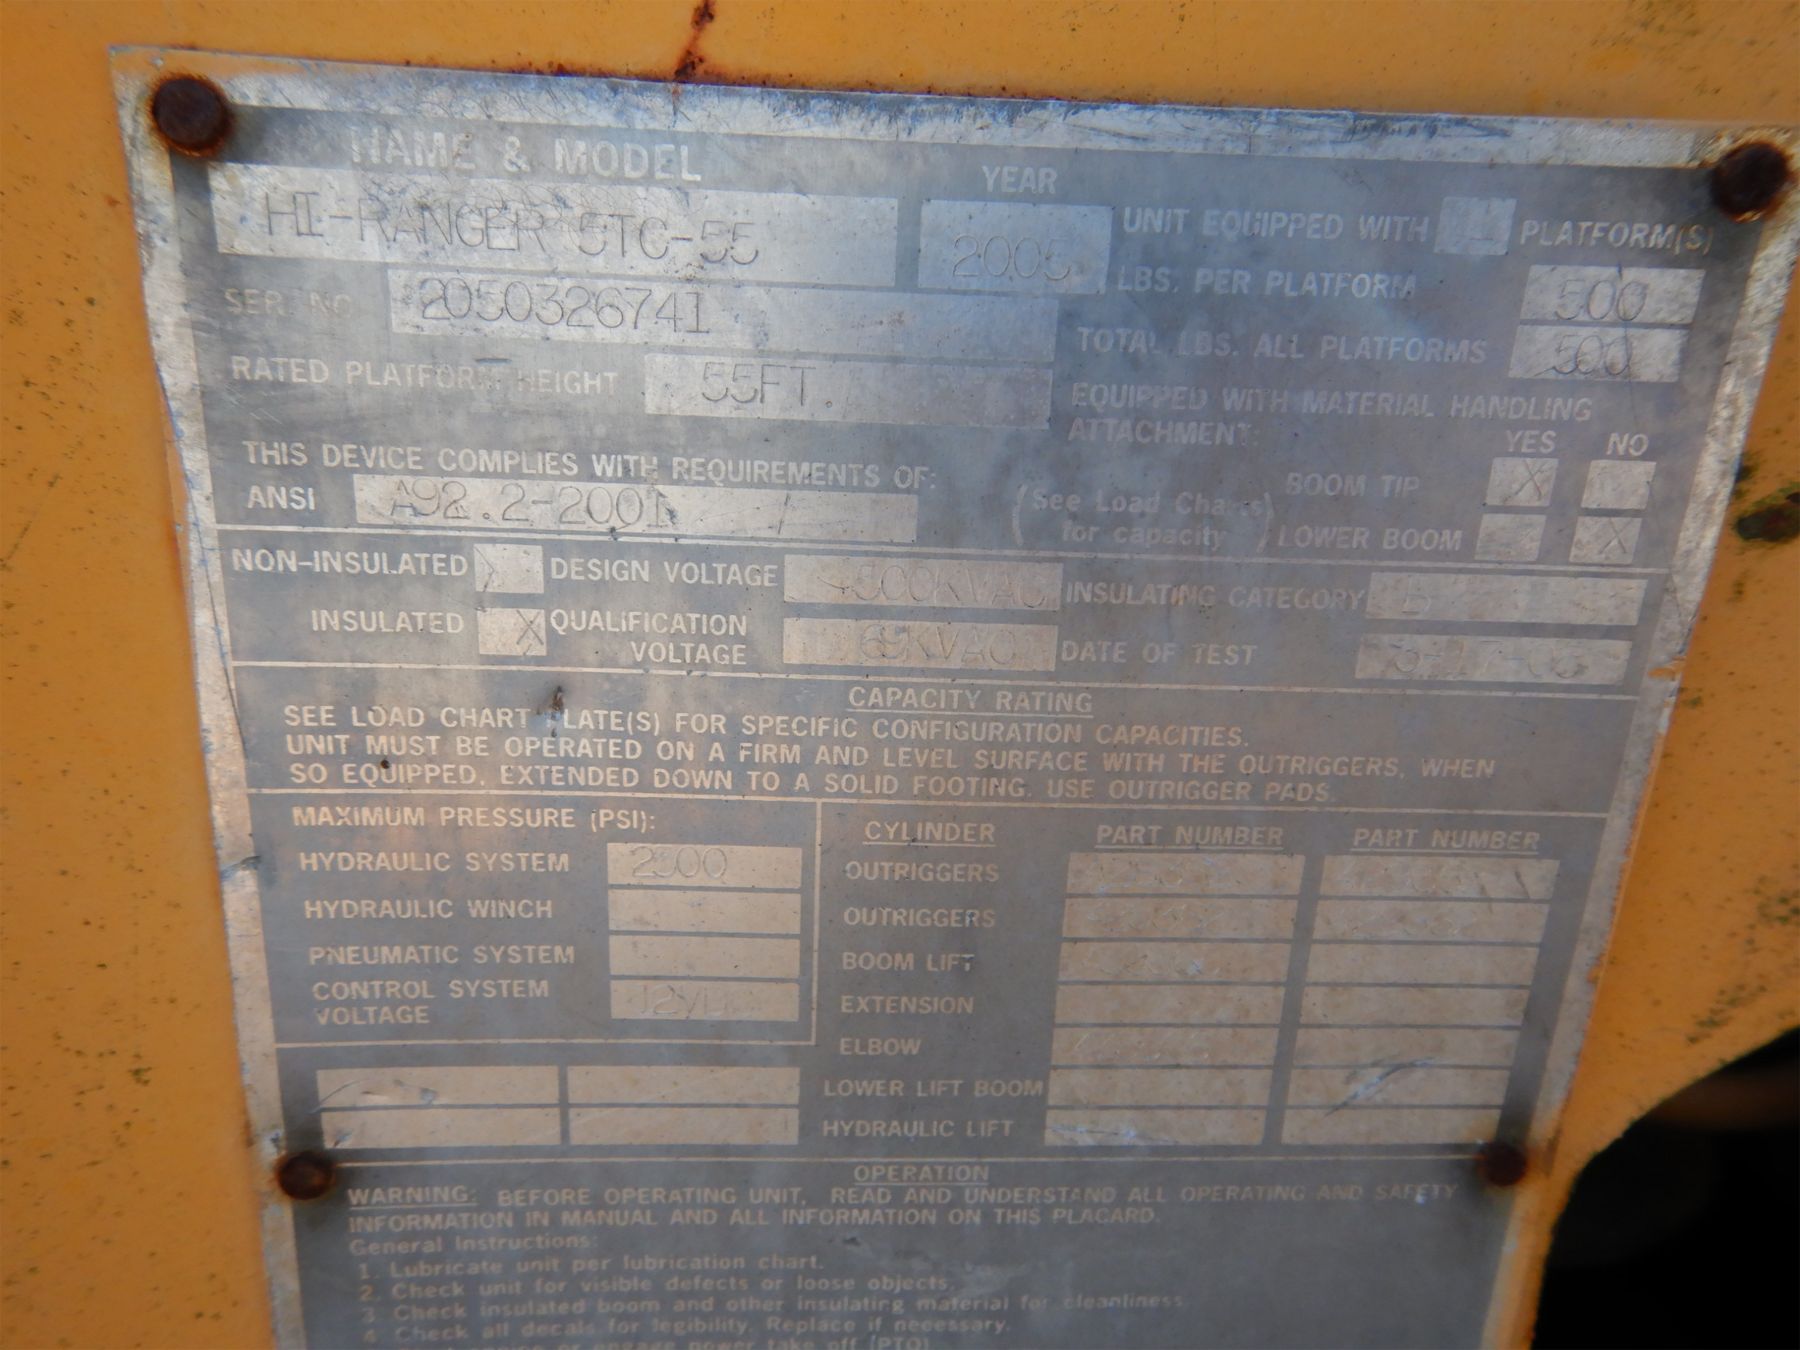 NAME & MODEL
YEAR
HI-RANGER 5TC-55
2005
UNIT EQUIPPED WITH PLATFORM(S)
SER. NO. 2050326741
LBS. PER PLATFORM 500
TOTAL LBS. ALL PLATFORMS 500
RATED PLATFORM HEIGHT 55FT.
EQUIPPED WITH MATERIAL HANDLING
ATTACHMENT:
YES NO
THIS DEVICE COMPLIES WITH REQUIREMENTS OF:
ANSI A92.2-2001
(See Load Charts
for capacity)
BOOM TIP X
LOWER BOOM X
NON-INSULATED
DESIGN VOLTAGE
INSULATING CATEGORY
INSULATED X
QUALIFICATION
VOLTAGE
DATE OF TEST
CAPACITY RATING
SEE LOAD CHART PLATE(S) FOR SPECIFIC CONFIGURATION CAPACITIES.
UNIT MUST BE OPERATED ON A FIRM AND LEVEL SURFACE WITH THE OUTRIGGERS, WHEN
SO EQUIPPED, EXTENDED DOWN TO A SOLID FOOTING. USE OUTRIGGER PADS.
MAXIMUM PRESSURE (PSI):
HYDRAULIC SYSTEM
HYDRAULIC WINCH
PNEUMATIC SYSTEM
CONTROL SYSTEM
VOLTAGE
CYLINDER PART NUMBER PART NUMBER
OUTRIGGERS
OUTRIGGERS
BOOM LIFT
EXTENSION
ELBOW
LOWER LIFT BOOM
HYDRAULIC LIFT
OPERATION
WARNING: BEFORE OPERATING UNIT, READ AND UNDERSTAND ALL OPERATING AND SAFETY
INFORMATION IN MANUAL AND ALL INFORMATION ON THIS PLACARD.
General Instructions:
1. Lubricate unit per lubrication chart.
2. Check unit for visible defects or loose objects.
3. Check insulated boom and other insulating material for cleanliness.
4. Check all decals for legibility. Replace if necessary.
engine or engage power take off (PTO)